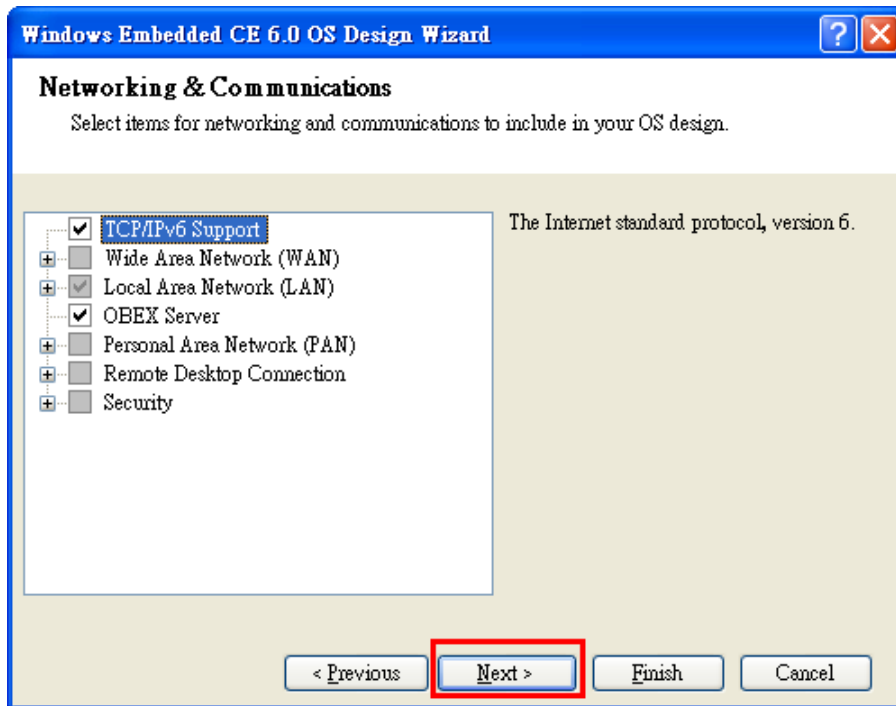 Windows Embedded CE 6.0 OS Design Wizard
Networking & Communications
Select items for networking and communications to include in your OS design.
TCP/IPv6 Support
Wide Area Network (WAN)
Local Area Network (LAN)
OBEX Server
Personal Area Network (PAN)
Remote Desktop Connection
Security
The Internet standard protocol, version 6.
< Previous
Next >
Finish
Cancel